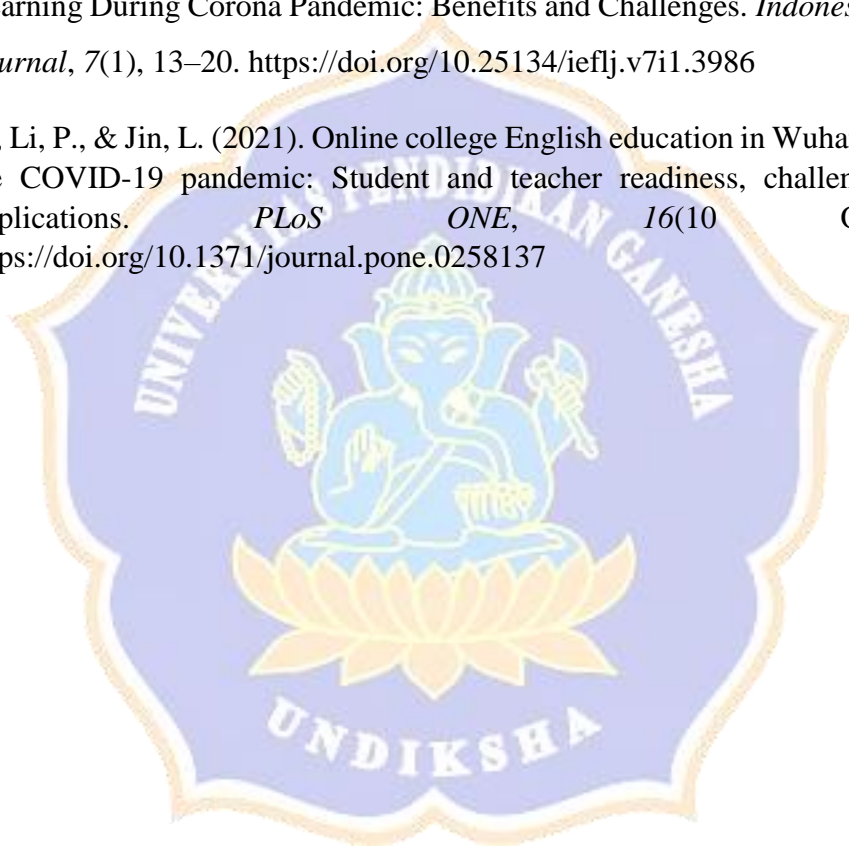 earning During Corona Pandemic: Benefits and Challenges. Indones
urnal, 7(1), 13–20. https://doi.org/10.25134/ieflj.v7i1.3986
, Li, P., & Jin, L. (2021). Online college English education in Wuha
e COVID-19 pandemic: Student and teacher readiness, challen
plications. PLoS ONE, 16(10
ps://doi.org/10.1371/journal.pone.0258137
UNIVERSITAS PENDIDIKAN GANESHA
UNDIKSHA